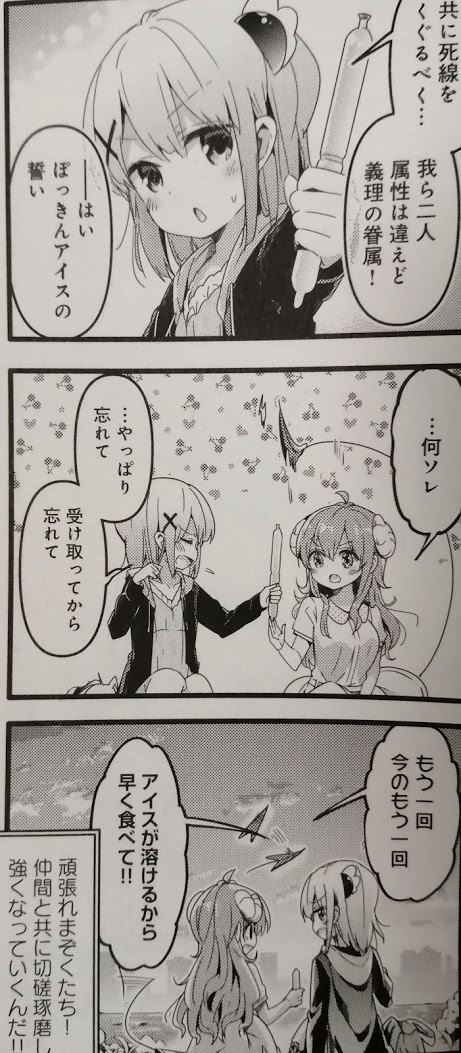 共に死線を
くぐるべく…
我ら二人
属性は違えど
義理の眷属!
――はい
ぽっきんアイスの
誓い
…何ソレ
…やっぱり
忘れて
受け取ってから
忘れて
もう一回
今のもう一回
アイスが溶けるから
早く食べて!!
頑張れまぞくたち!
仲間と共に切磋琢磨し
強くなっていくんだ!!